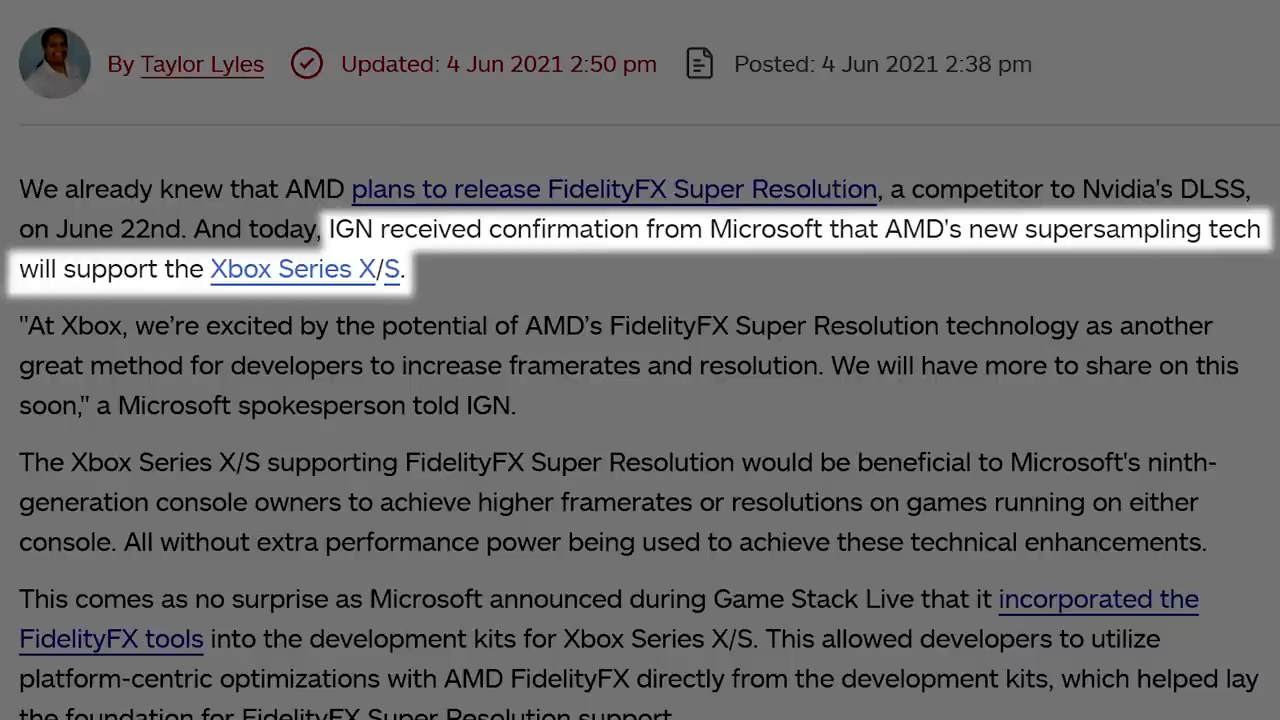 By Taylor Lyles Updated: 4 Jun 2021 2:50 pm Posted: 4 Jun 2021 2:38 pm
We already knew that AMD plans to release FidelityFX Super Resolution, a competitor to Nvidia's DLSS,
on June 22nd. And today, IGN received confirmation from Microsoft that AMD's new supersampling tech
will support the Xbox Series X/S.
"At Xbox, we’re excited by the potential of AMD’s FidelityFX Super Resolution technology as another
great method for developers to increase framerates and resolution. We will have more to share on this
soon," a Microsoft spokesperson told IGN.
The Xbox Series X/S supporting FidelityFX Super Resolution would be beneficial to Microsoft's ninth-
generation console owners to achieve higher framerates or resolutions on games running on either
console. All without extra performance power being used to achieve these technical enhancements.
This comes as no surprise as Microsoft announced during Game Stack Live that it incorporated the
FidelityFX tools into the development kits for Xbox Series X/S. This allowed developers to utilize
platform-centric optimizations with AMD FidelityFX directly from the development kits, which helped lay
the foundation for FidelityFX Super Resolution support.